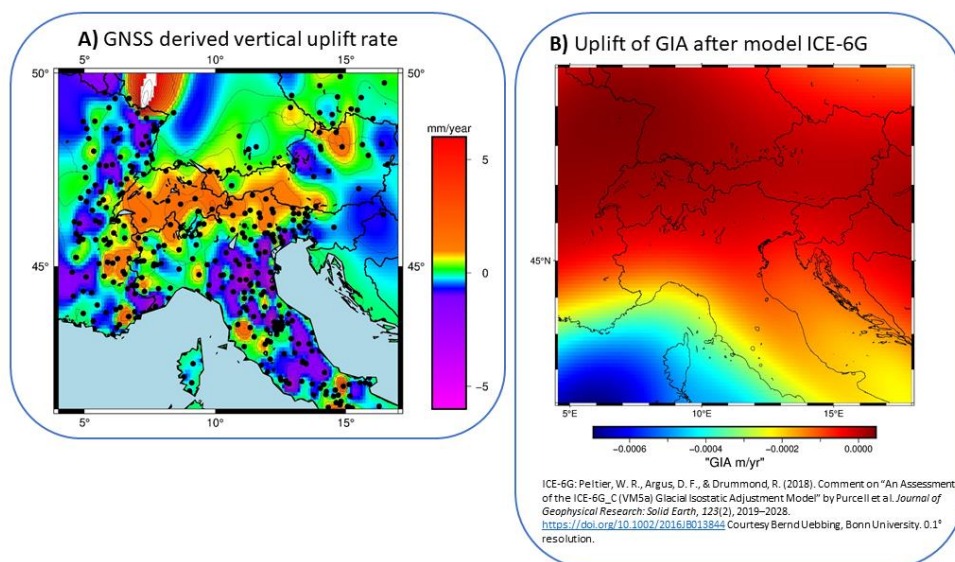 A) GNSS derived vertical uplift rate
5° 10° 15°
50° 50°
mm/year
5
45° 45°
0
−5
5° 10° 15°
B) Uplift of GIA after model ICE-6G
45°N 45°N
5°E 10°E 15°E
−0.0006 −0.0004 −0.0002 0.0000
"GIA m/yr"
ICE-6G: Peltier, W. R., Argus, D. F., & Drummond, R. (2018). Comment on “An Assessment
of the ICE-6G_C (VM5a) Glacial Isostatic Adjustment Model” by Purcell et al. Journal of
Geophysical Research: Solid Earth, 123(2), 2019–2028.
https://doi.org/10.1002/2016JB013844 Courtesy Bernd Uebbing, Bonn University. 0.1°
resolution.